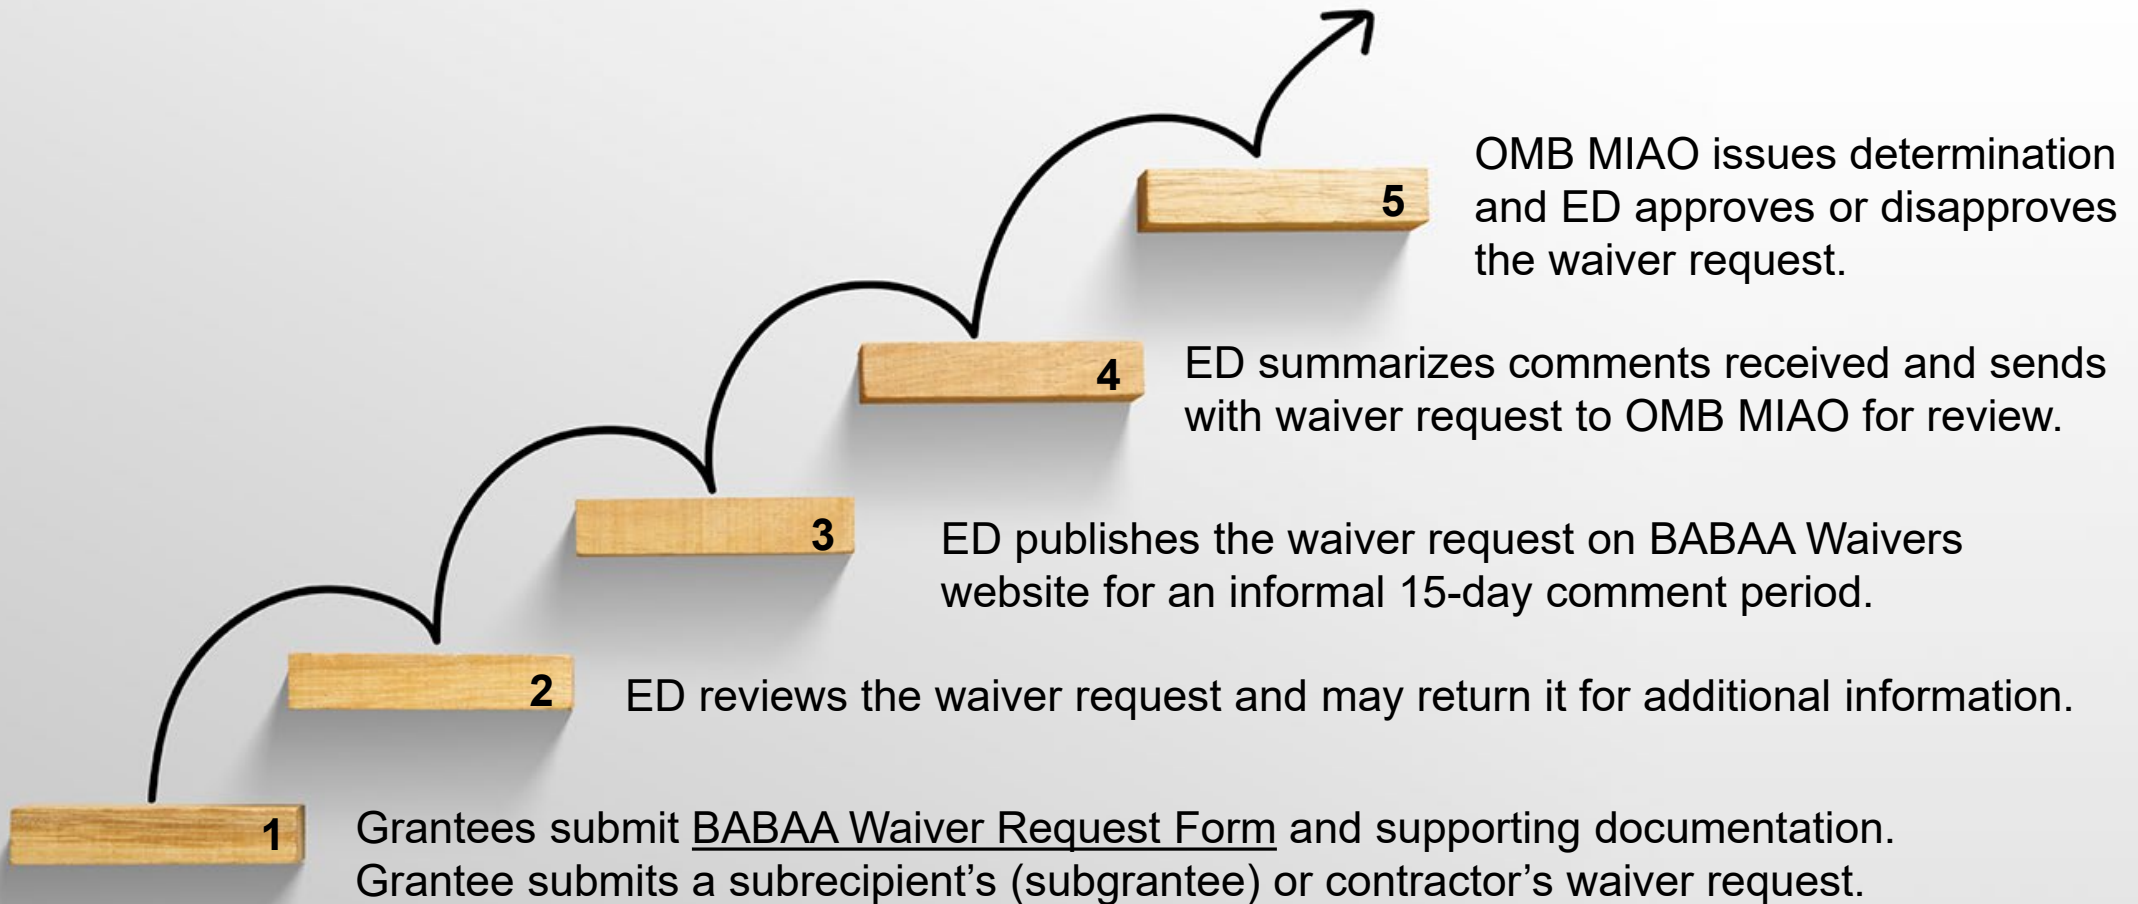 5
OMB MIAO issues determination
and ED approves or disapproves
the waiver request.
4
ED summarizes comments received and sends
with waiver request to OMB MIAO for review.
3
ED publishes the waiver request on BABAA Waivers
website for an informal 15-day comment period.
2
ED reviews the waiver request and may return it for additional information.
1
Grantees submit BABAA Waiver Request Form and supporting documentation.
Grantee submits a subrecipient’s (subgrantee) or contractor’s waiver request.